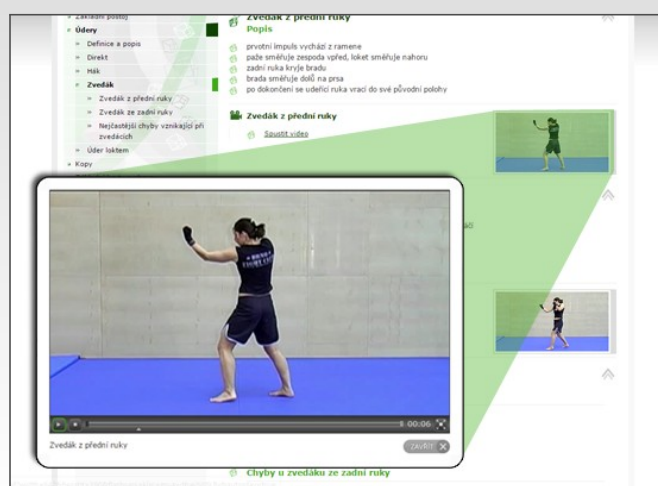 Základní postoj
Údery
Definice a popis
Direkt
Hák
Zvedák
Zvedák z přední ruky
Zvedák ze zadní ruky
Nejčastější chyby vznikající při
zvedácích
Úder loktem
Kopy
Zvedák z přední ruky
Popis
prvotní impuls vychází z ramene
paže směřuje zespoda vpřed, loket směřuje nahoru
zadní ruka kryje bradu
brada směřuje dolů na prsa
po dokončení se udeřící ruka vrací do své původní polohy
Zvedák z přední ruky
Spustit video
00:06
Zvedák z přední ruky
ZAVŘÍT
Chyby u zvedáku ze zadní ruky